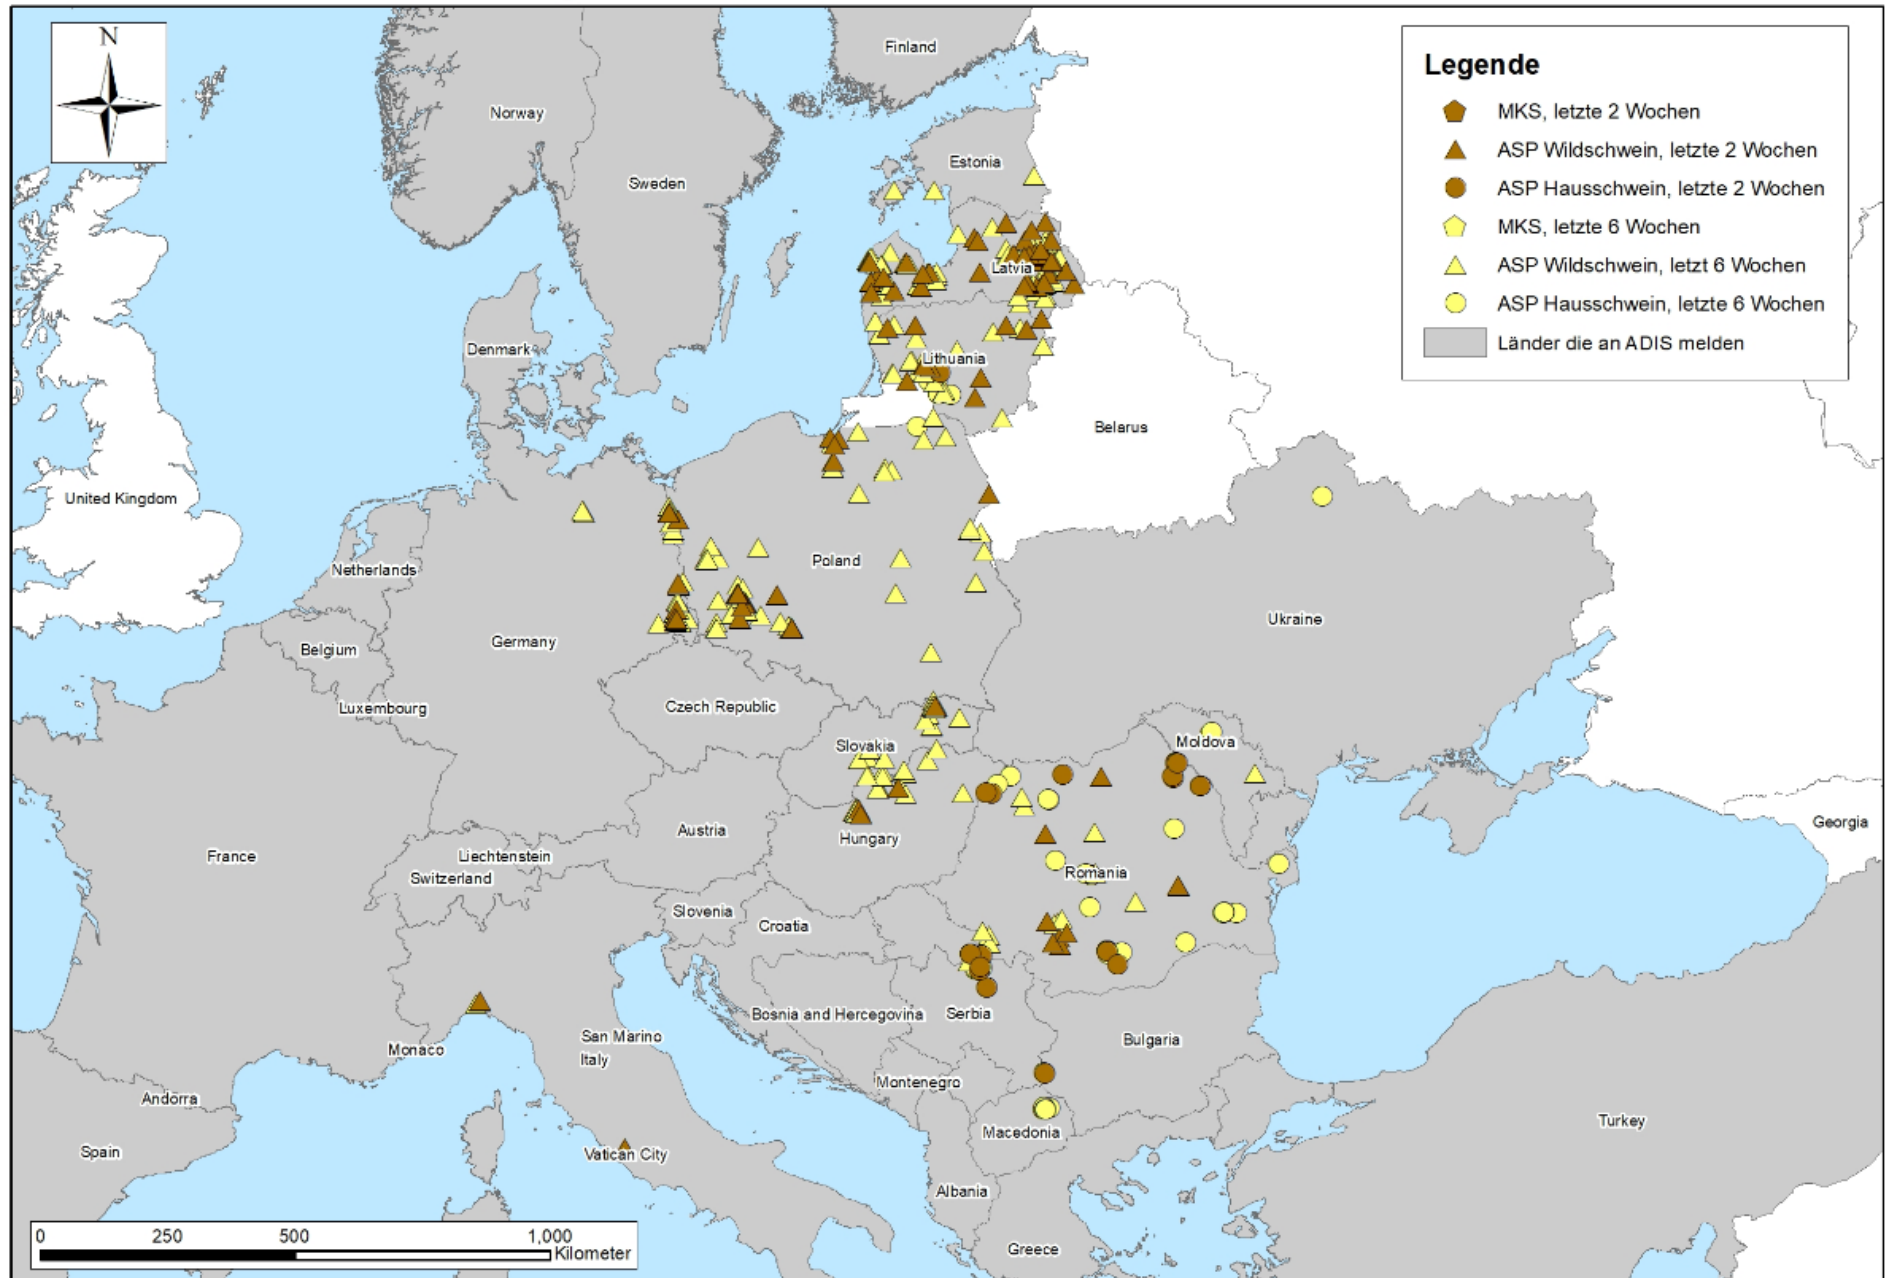 N
Finland
Norway
Sweden
Estonia
Latvia
Denmark
Lithuania
Belarus
United Kingdom
Netherlands
Poland
Belgium
Germany
Ukraine
Luxembourg
Czech Republic
Slovakia
Moldova
Austria
Hungary
Georgia
France
Liechtenstein
Switzerland
Romania
Slovenia
Croatia
Bosnia and Hercegovina
Serbia
San Marino
Italy
Bulgaria
Monaco
Montenegro
Andorra
Macedonia
Turkey
Spain
Vatican City
Albania
Greece
Legende
MKS, letzte 2 Wochen
ASP Wildschwein, letzte 2 Wochen
ASP Hausschwein, letzte 2 Wochen
MKS, letzte 6 Wochen
ASP Wildschwein, letzt 6 Wochen
ASP Hausschwein, letzte 6 Wochen
Länder die an ADIS melden
0 250 500 1,000
Kilometer